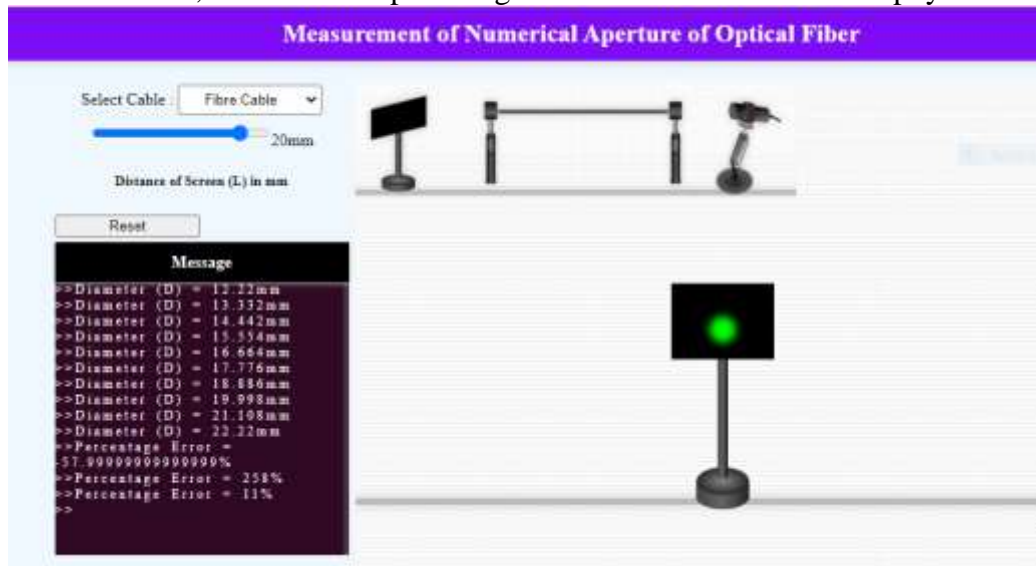 Measurement of Numerical Aperture of Optical Fiber
Select Cable : Fibre Cable
20mm
Distance of Screen (L) in mm
Reset
Message
>>Diameter (D) = 12.22mm
>>Diameter (D) = 13.332mm
>>Diameter (D) = 14.442mm
>>Diameter (D) = 15.554mm
>>Diameter (D) = 16.664mm
>>Diameter (D) = 17.776mm
>>Diameter (D) = 18.886mm
>>Diameter (D) = 19.998mm
>>Diameter (D) = 21.108mm
>>Diameter (D) = 22.22mm
>>Percentage Error =
-57.99999999999999%
>>Percentage Error = 258%
>>Percentage Error = 11%
>>